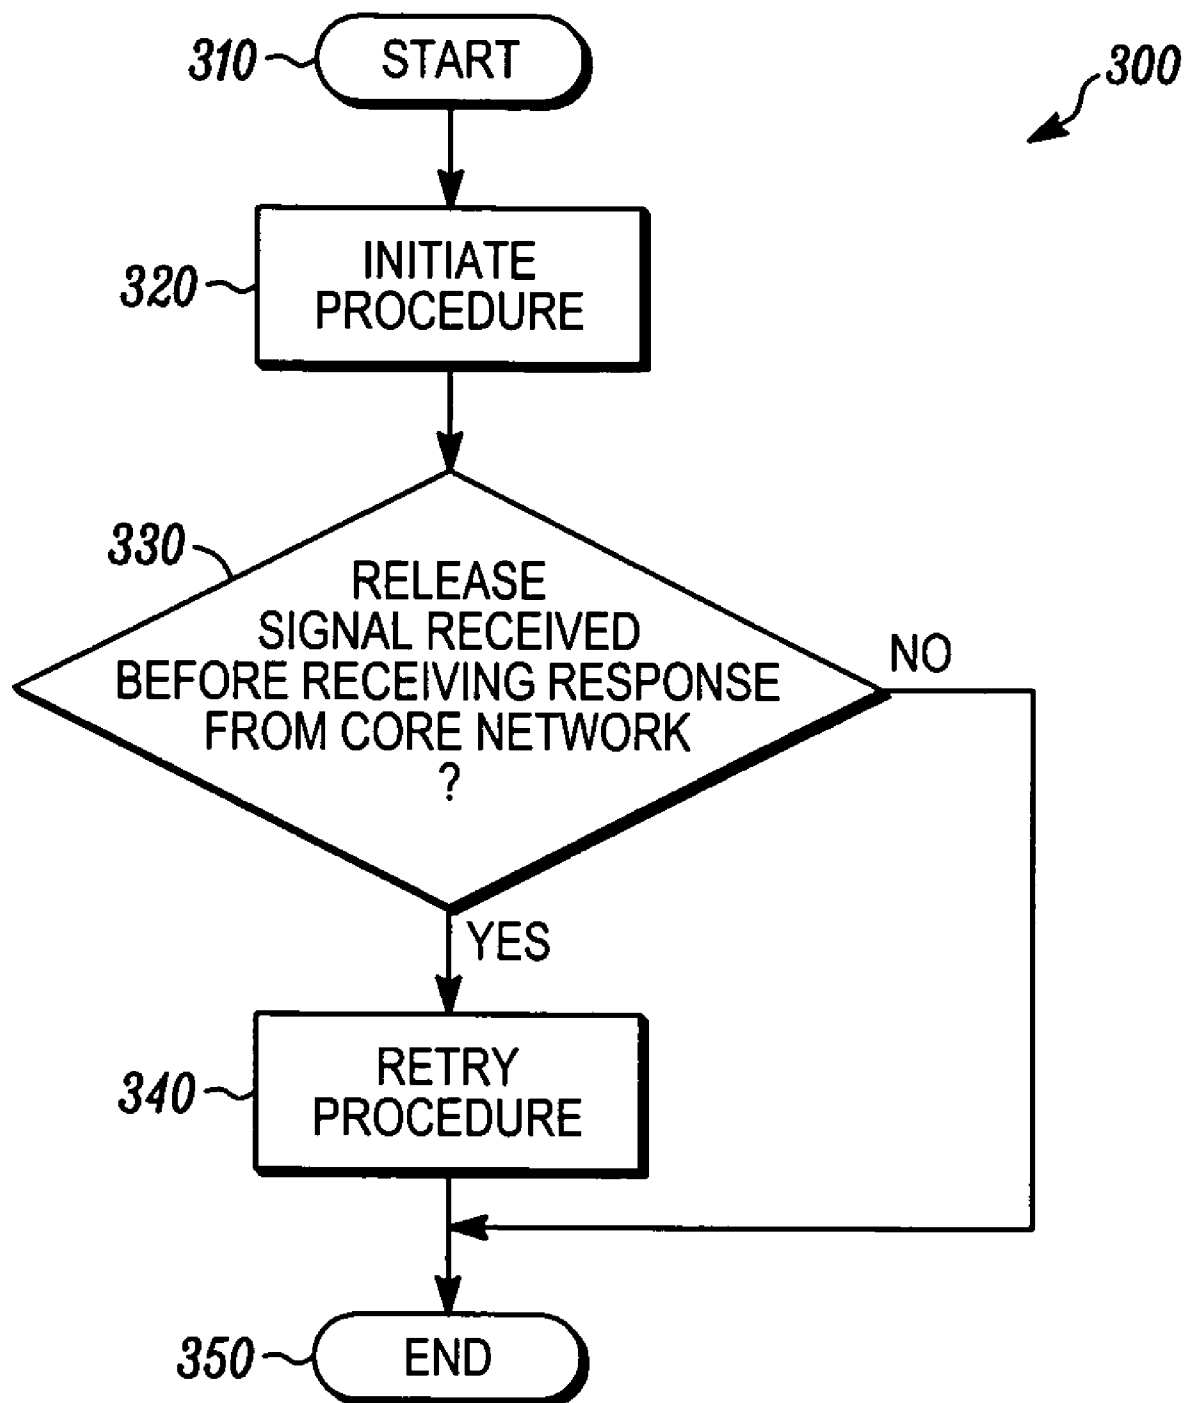 310
START
300
320
INITIATE
PROCEDURE
330
RELEASE
SIGNAL RECEIVED
BEFORE RECEIVING RESPONSE
FROM CORE NETWORK
?
NO
YES
340
RETRY
PROCEDURE
350
END